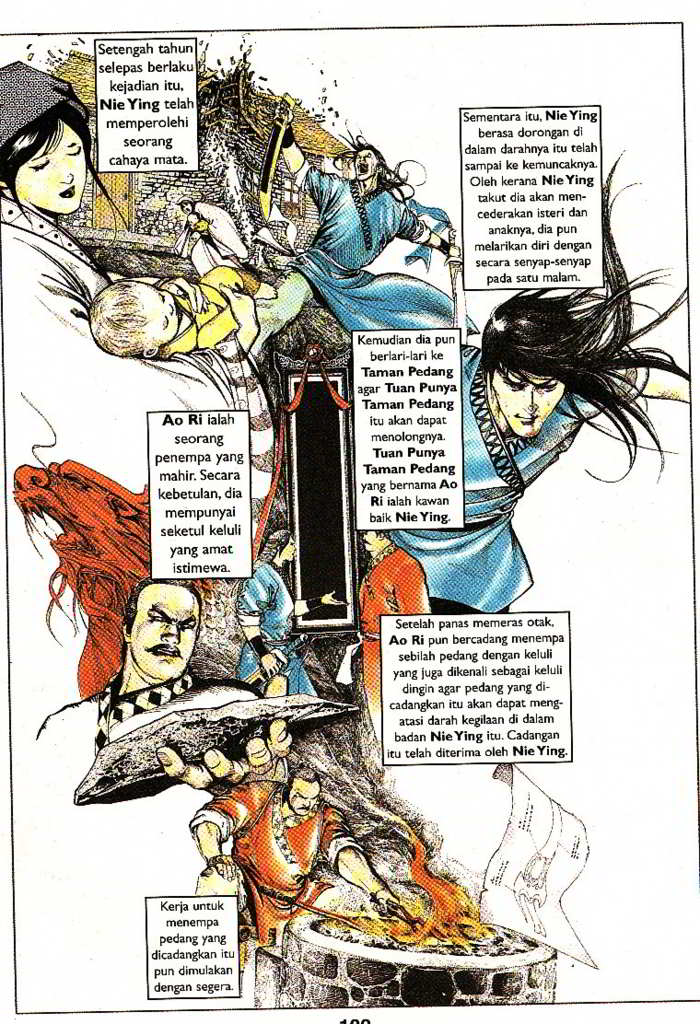 Setengah tahun
selepas berlaku
kejadian itu,
Nie Ying telah
memperolehi
seorang
cahaya mata.
Sementara itu, Nie Ying
berasa dorongan di
dalam darahnya itu telah
sampai ke kemuncaknya.
Oleh kerana Nie Ying
takut dia akan men-
cederakan isteri dan
anaknya, dia pun
melarikan diri dengan
secara senyap-senyap
pada satu malam.
Kemudian dia pun
berlari-lari ke
Taman Pedang
agar Tuan Punya
Taman Pedang
itu akan dapat
menolongnya.
Tuan Punya
Taman Pedang
yang bernama Ao
Ri ialah kawan
baik Nie Ying.
Ao Ri ialah
seorang
penempa yang
mahir. Secara
kebetulan, dia
mempunyai
seketul keluli
yang amat
istimewa.
Setelah panas memeras otak,
Ao Ri pun bercadang menempa
sebilah pedang dengan keluli
yang juga dikenali sebagai keluli
dingin agar pedang yang di-
cadangkan itu akan dapat meng-
atasi darah kegilaan di dalam
badan Nie Ying itu. Cadangan
itu telah diterima oleh Nie Ying.
Kerja untuk
menempa
pedang yang
dicadangkan itu
pun dimulakan
dengan segera.